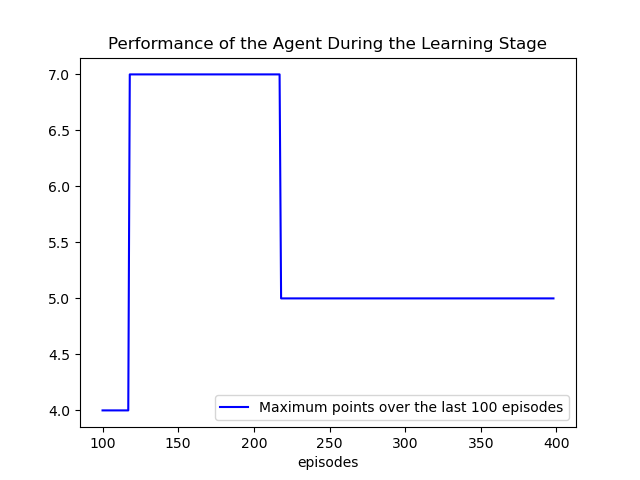 Performance of the Agent During the Learning Stage
7.0
6.5
6.0
5.5
5.0
4.5
4.0
Maximum points over the last 100 episodes
100 150 200 250 300 350 400
episodes